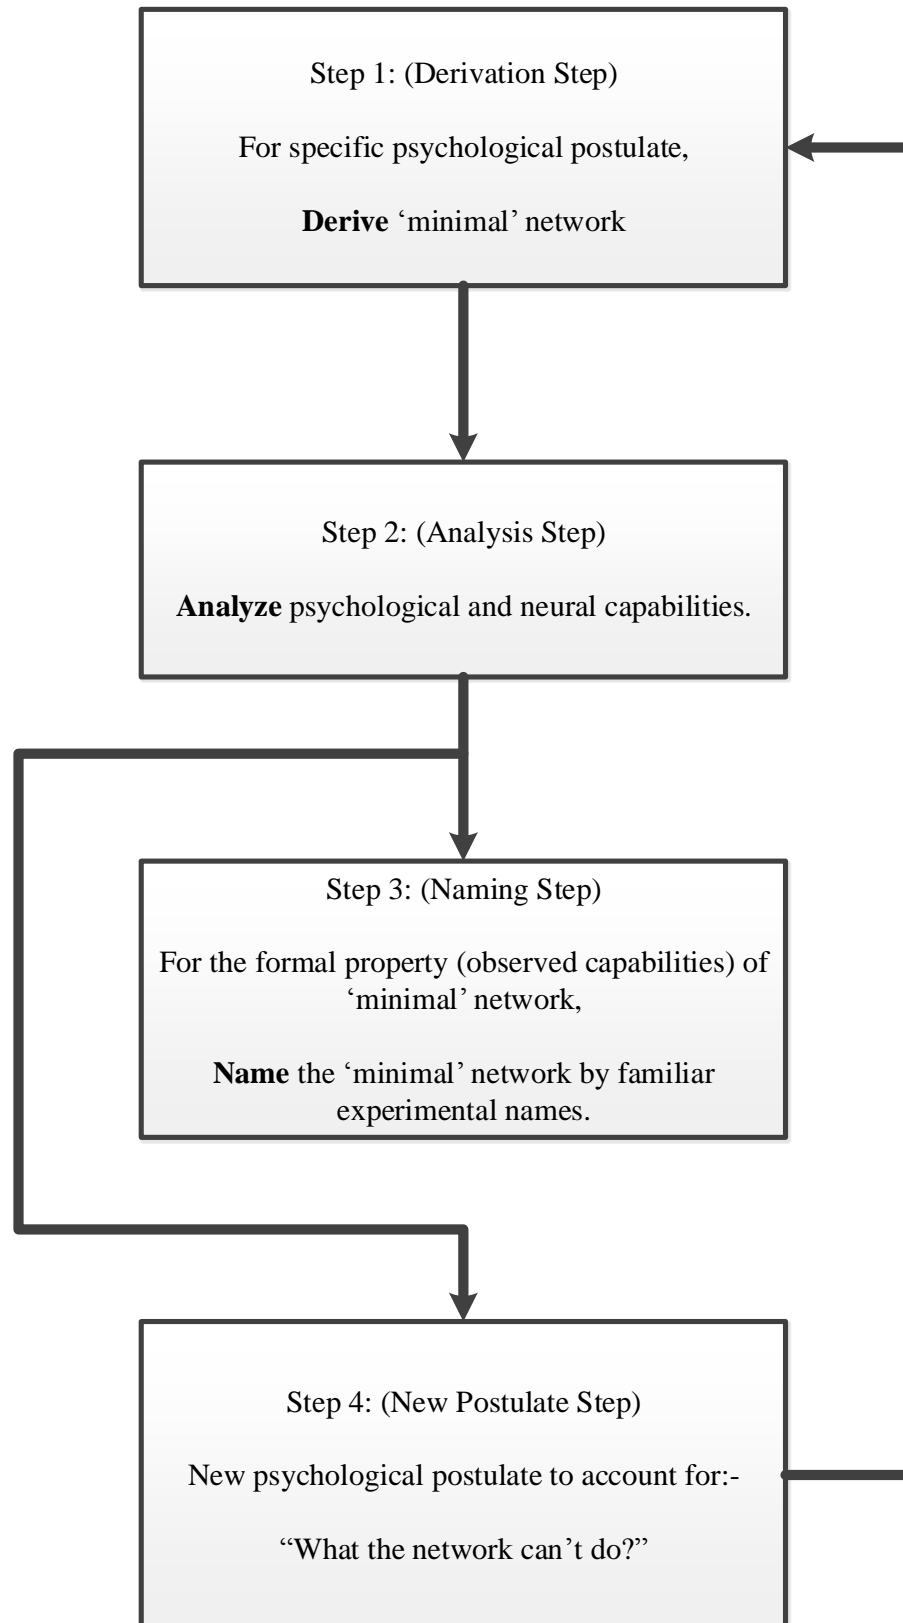 Step 1: (Derivation Step)
For specific psychological postulate,
Derive ‘minimal’ network
Step 2: (Analysis Step)
Analyze psychological and neural capabilities.
Step 3: (Naming Step)
For the formal property (observed capabilities) of
‘minimal’ network,
Name the ‘minimal’ network by familiar
experimental names.
Step 4: (New Postulate Step)
New psychological postulate to account for:-
“What the network can’t do?”